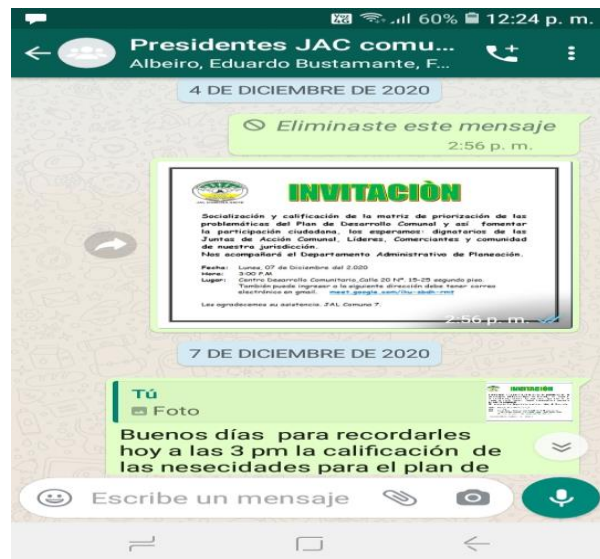 60% 12:24 p. m.
Presidentes JAC comu...
Albeiro, Eduardo Bustamante, F...
4 DE DICIEMBRE DE 2020
Eliminaste este mensaje
2:56 p. m.
INVITACIÒN
Socialización y calificación de la matriz de priorización de las
problemáticas del Plan de Desarrollo Comunal y así fomentar
la participación ciudadana, los esperamos: dignatarios de las
Juntas de Acción Comunal, Líderes, Comerciantes y comunidad
de nuestra jurisdicción.
Nos acompañará el Departamento Administrativo de Planeación.
Fecha: Lunes, 07 de Diciembre del 2.020
Hora: 3:00 P.M.
Lugar: Centro Desarrollo Comunitario, Calle 20 Nº. 15-25 segundo piso.
También puede ingresar a la siguiente dirección debe tener correo
electrónico en gmail.
Les agradecemos su asistencia. JAL Comuna 7.
2:56 p. m.
7 DE DICIEMBRE DE 2020
Tú
Foto
Buenos días para recordarles
hoy a las 3 pm la calificación de
las nesecidades para el plan de
Escribe un mensaje